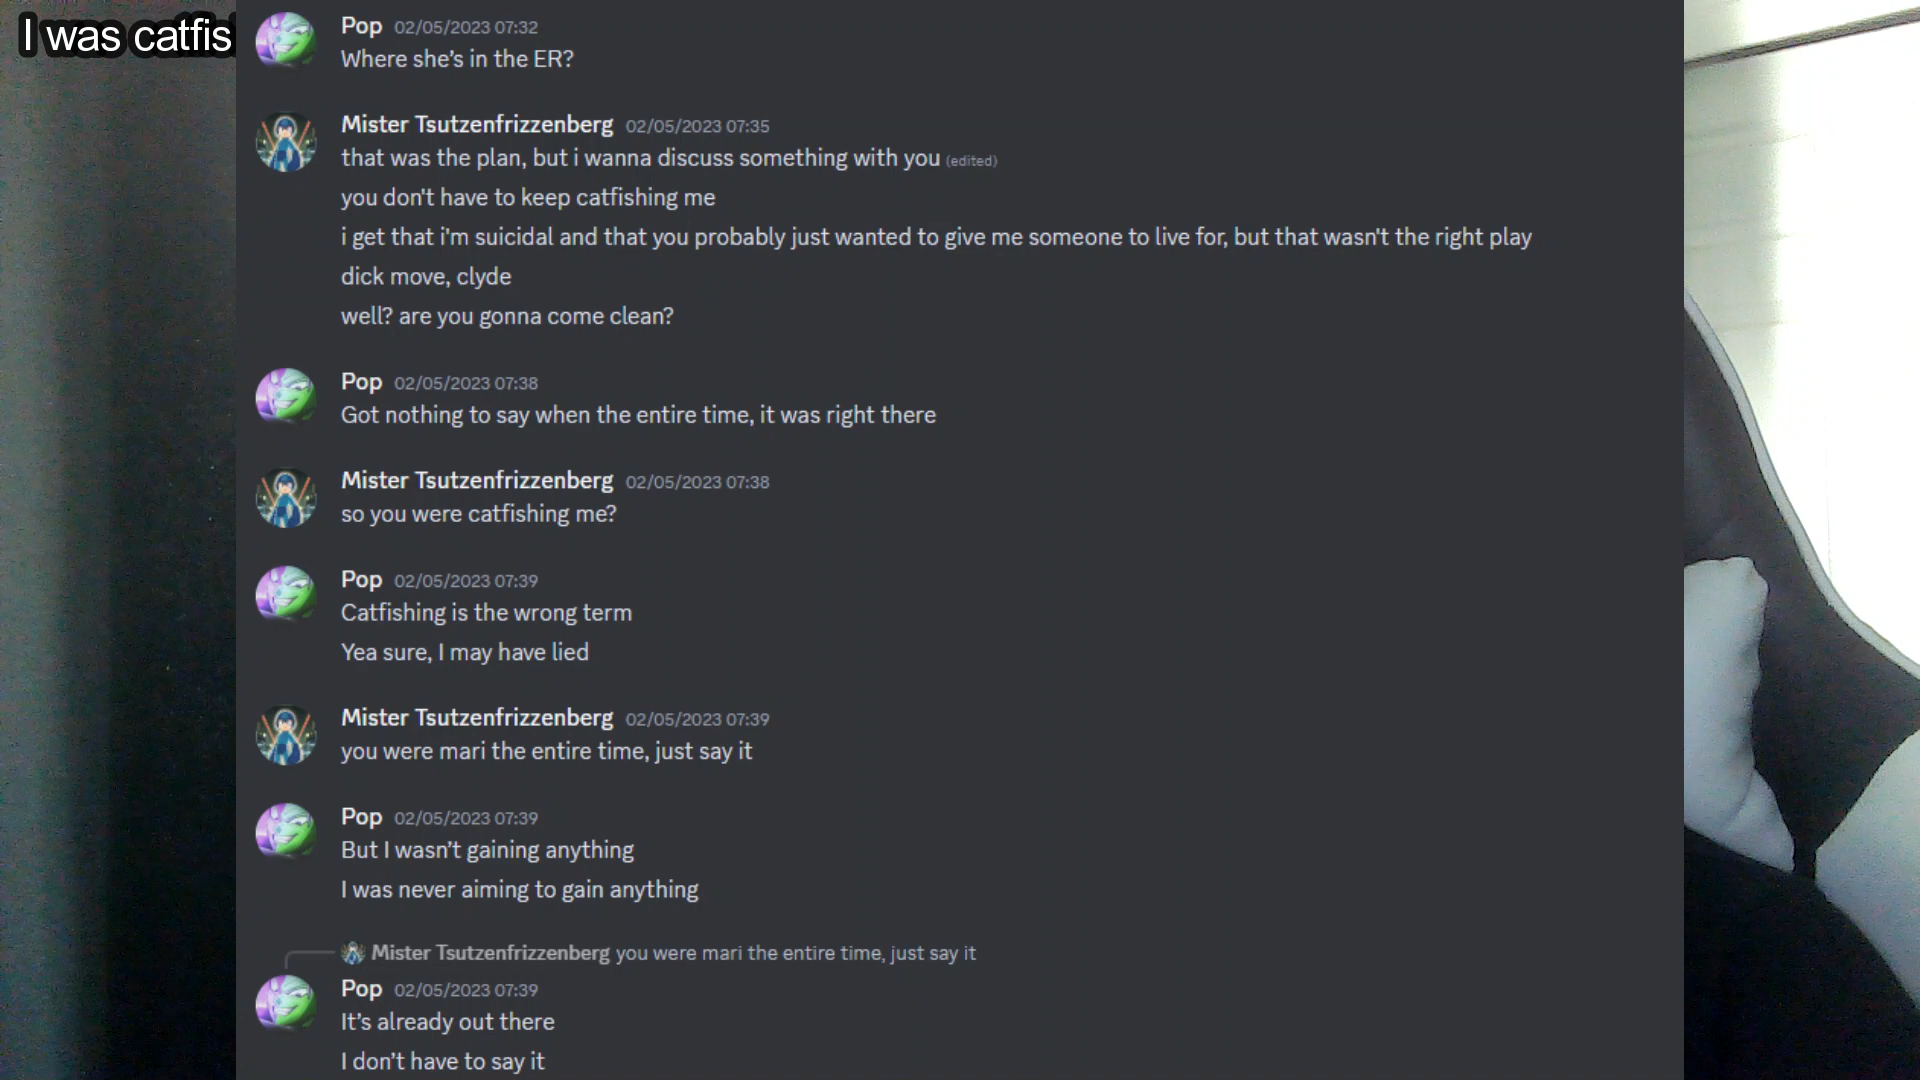 I was catfis
Pop 02/05/2023 07:32
Where she's in the ER?
Mister Tsutzenfrizzenberg 02/05/2023 07:35
that was the plan, but i wanna discuss something with you (edited)
you don't have to keep catfishing me
i get that i'm suicidal and that you probably just wanted to give me someone to live for, but that wasn't the right play
dick move, clyde
well? are you gonna come clean?
Pop 02/05/2023 07:38
Got nothing to say when the entire time, it was right there
Mister Tsutzenfrizzenberg 02/05/2023 07:38
so you were catfishing me?
Pop 02/05/2023 07:39
Catfishing is the wrong term
Yea sure, I may have lied
Mister Tsutzenfrizzenberg 02/05/2023 07:39
you were mari the entire time, just say it
Pop 02/05/2023 07:39
But I wasn't gaining anything
I was never aiming to gain anything
Mister Tsutzenfrizzenberg you were mari the entire time, just say it
Pop 02/05/2023 07:39
It's already out there
I don't have to say it